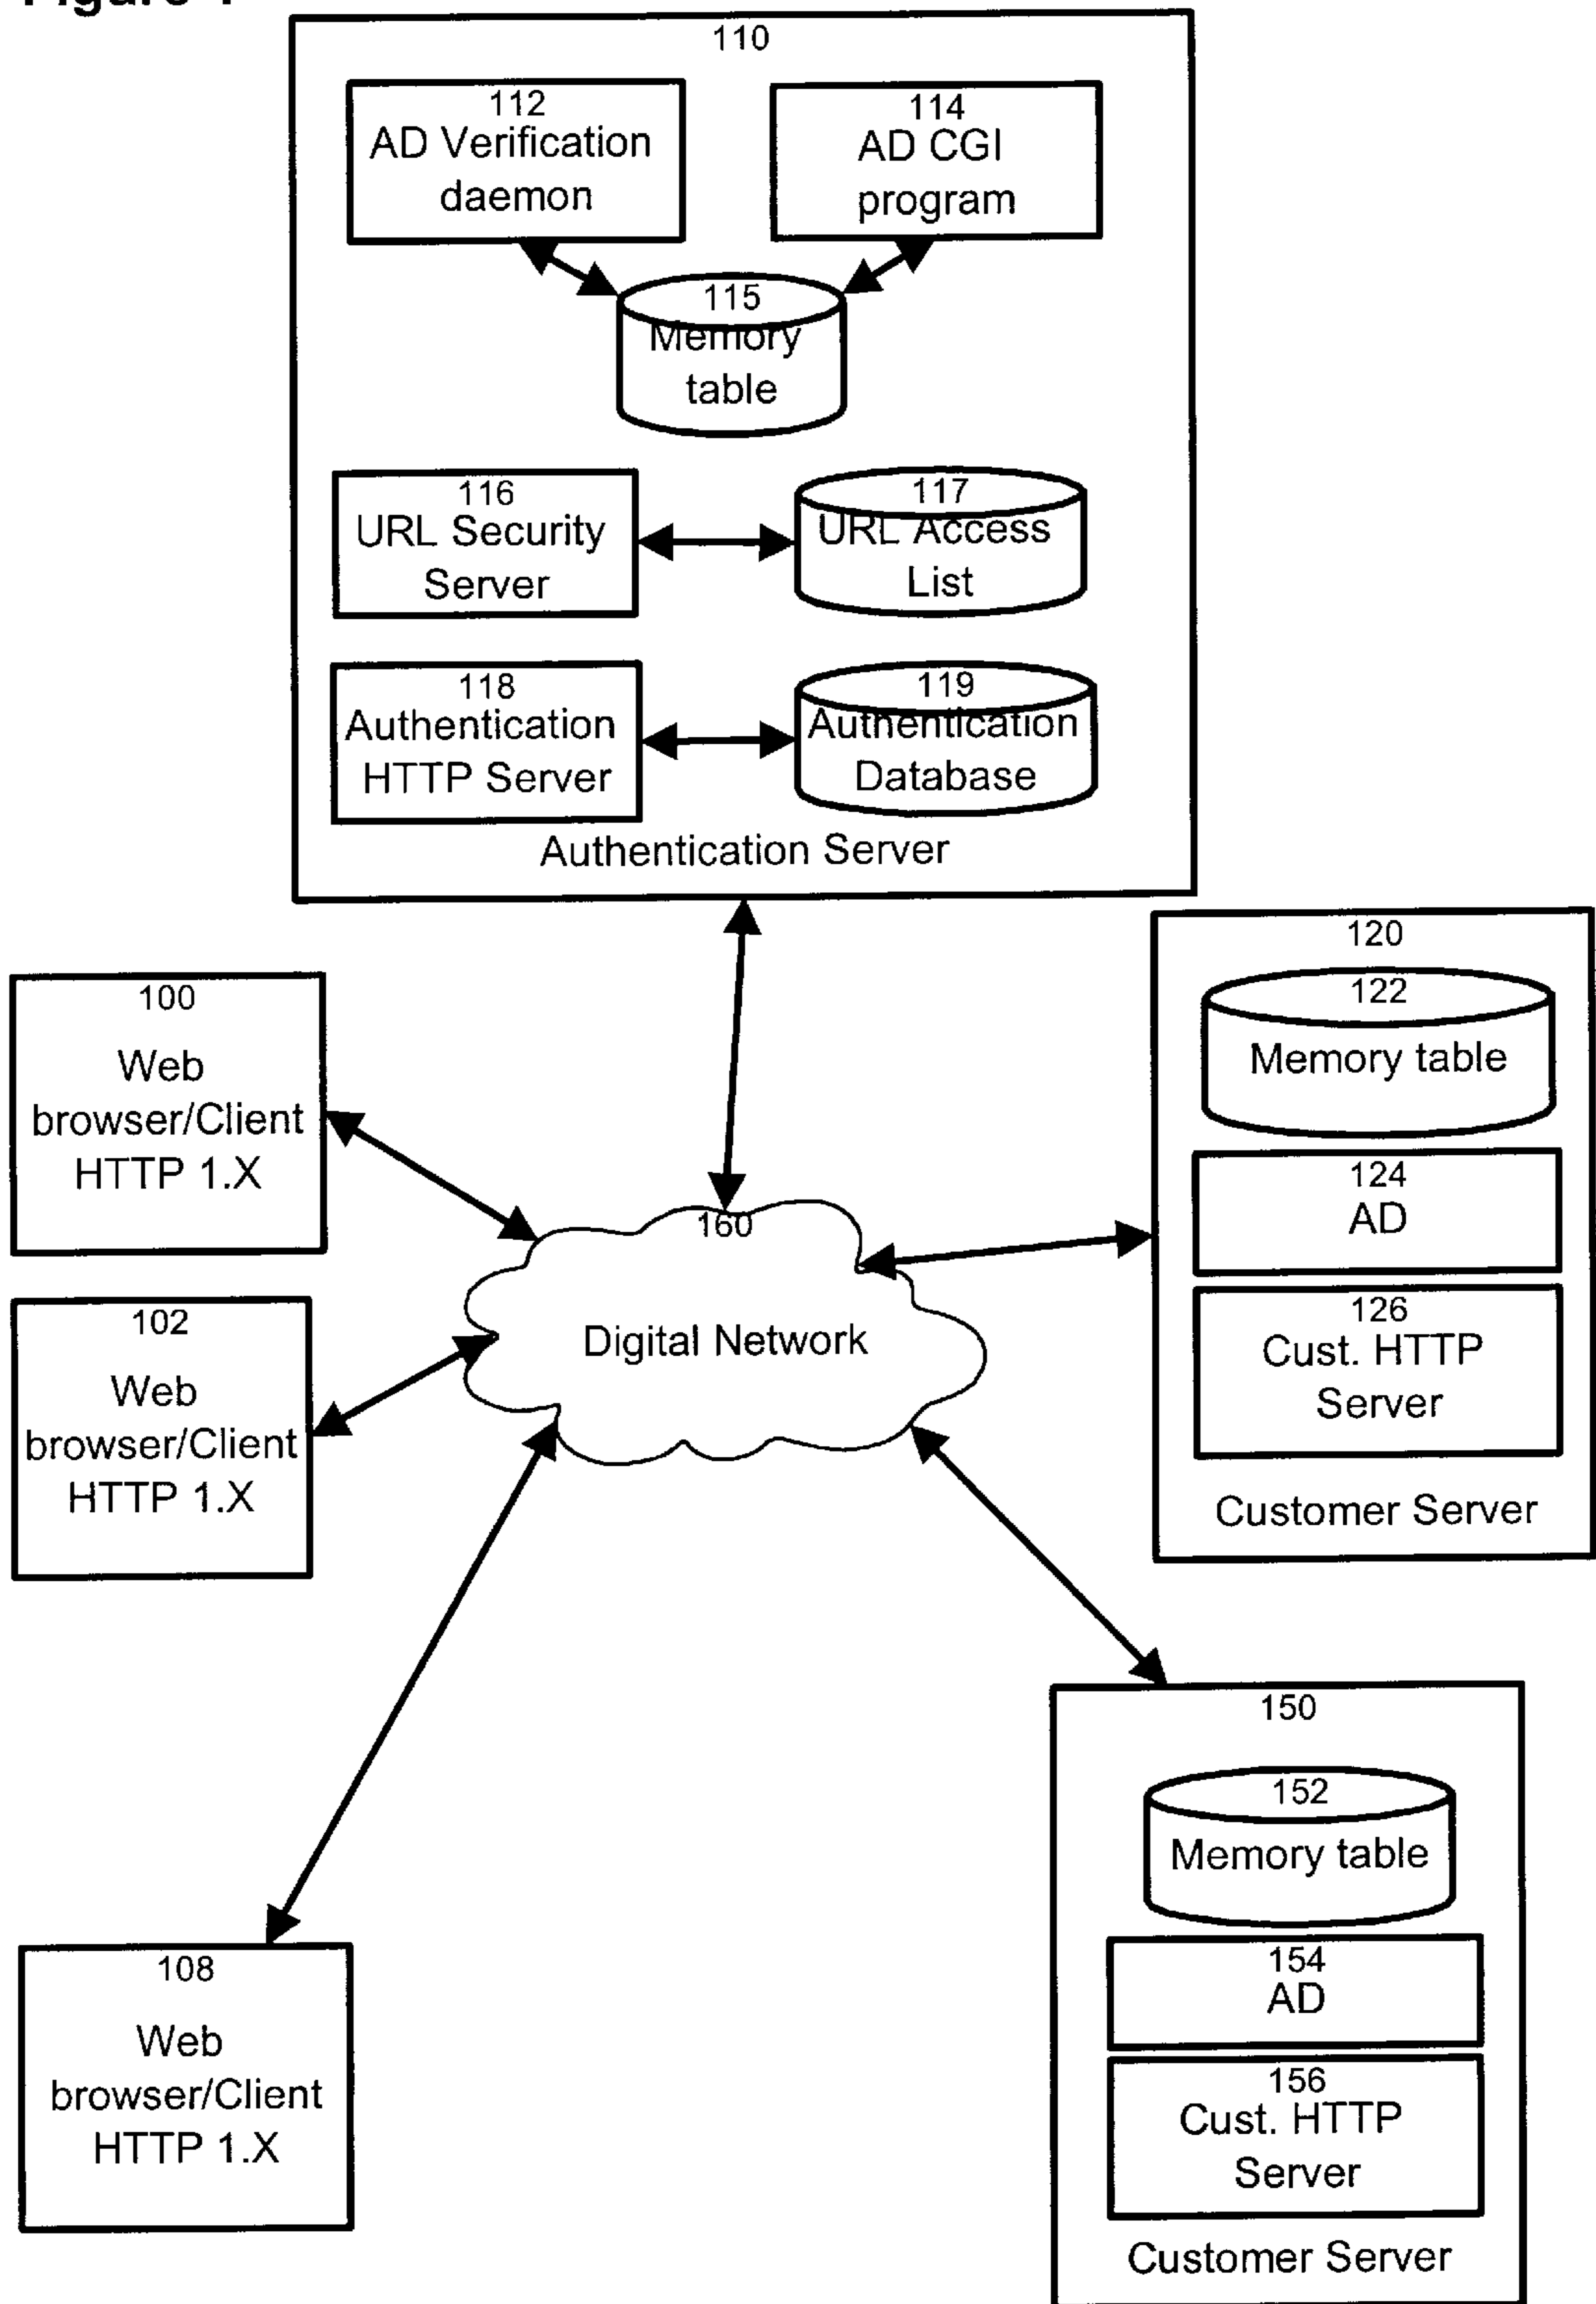 110
112
AD Verification
daemon
114
AD CGI
program
115
Memory
table
116
URL Security
Server
117
URL Access
List
118
Authentication
HTTP Server
119
Authentication
Database
Authentication Server
100
Web
browser/Client
HTTP 1.X
102
Web
browser/Client
HTTP 1.X
160
Digital Network
120
122
Memory table
124
AD
126
Cust. HTTP
Server
Customer Server
108
Web
browser/Client
HTTP 1.X
150
152
Memory table
154
AD
156
Cust. HTTP
Server
Customer Server